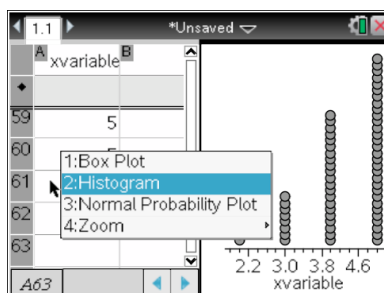 1.1 *Unsaved
A xvariable B
59 5
60
61
62
63
1:Box Plot
2:Histogram
3:Normal Probability Plot
4:Zoom
A63
2.2 3.0 3.8 4.6
xvariable